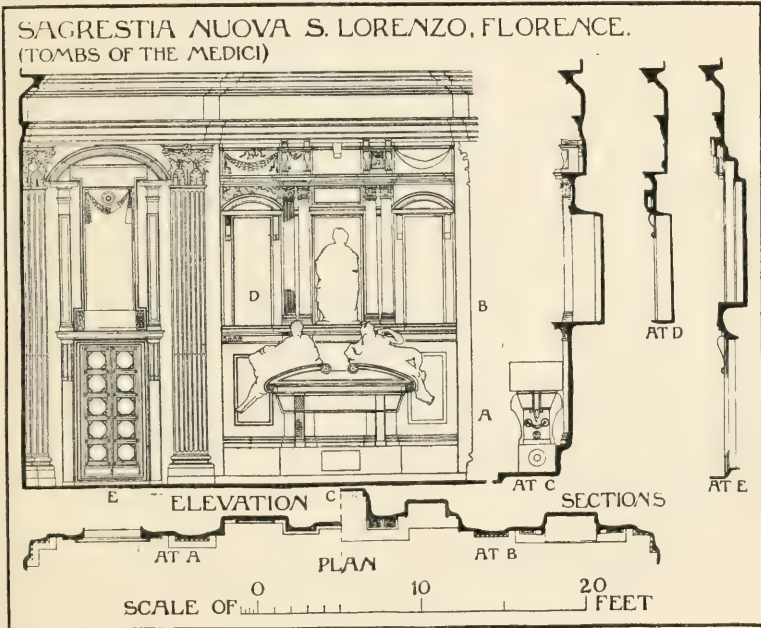 SAGRESTIA NUOVA S. LORENZO, FLORENCE.
(TOMBS OF THE MEDICI)
D
B
A
AT D
E
ELEVATION
C
AT C
SECTIONS
AT E
AT A
PLAN
AT B
SCALE OF 0 10 20 FEET